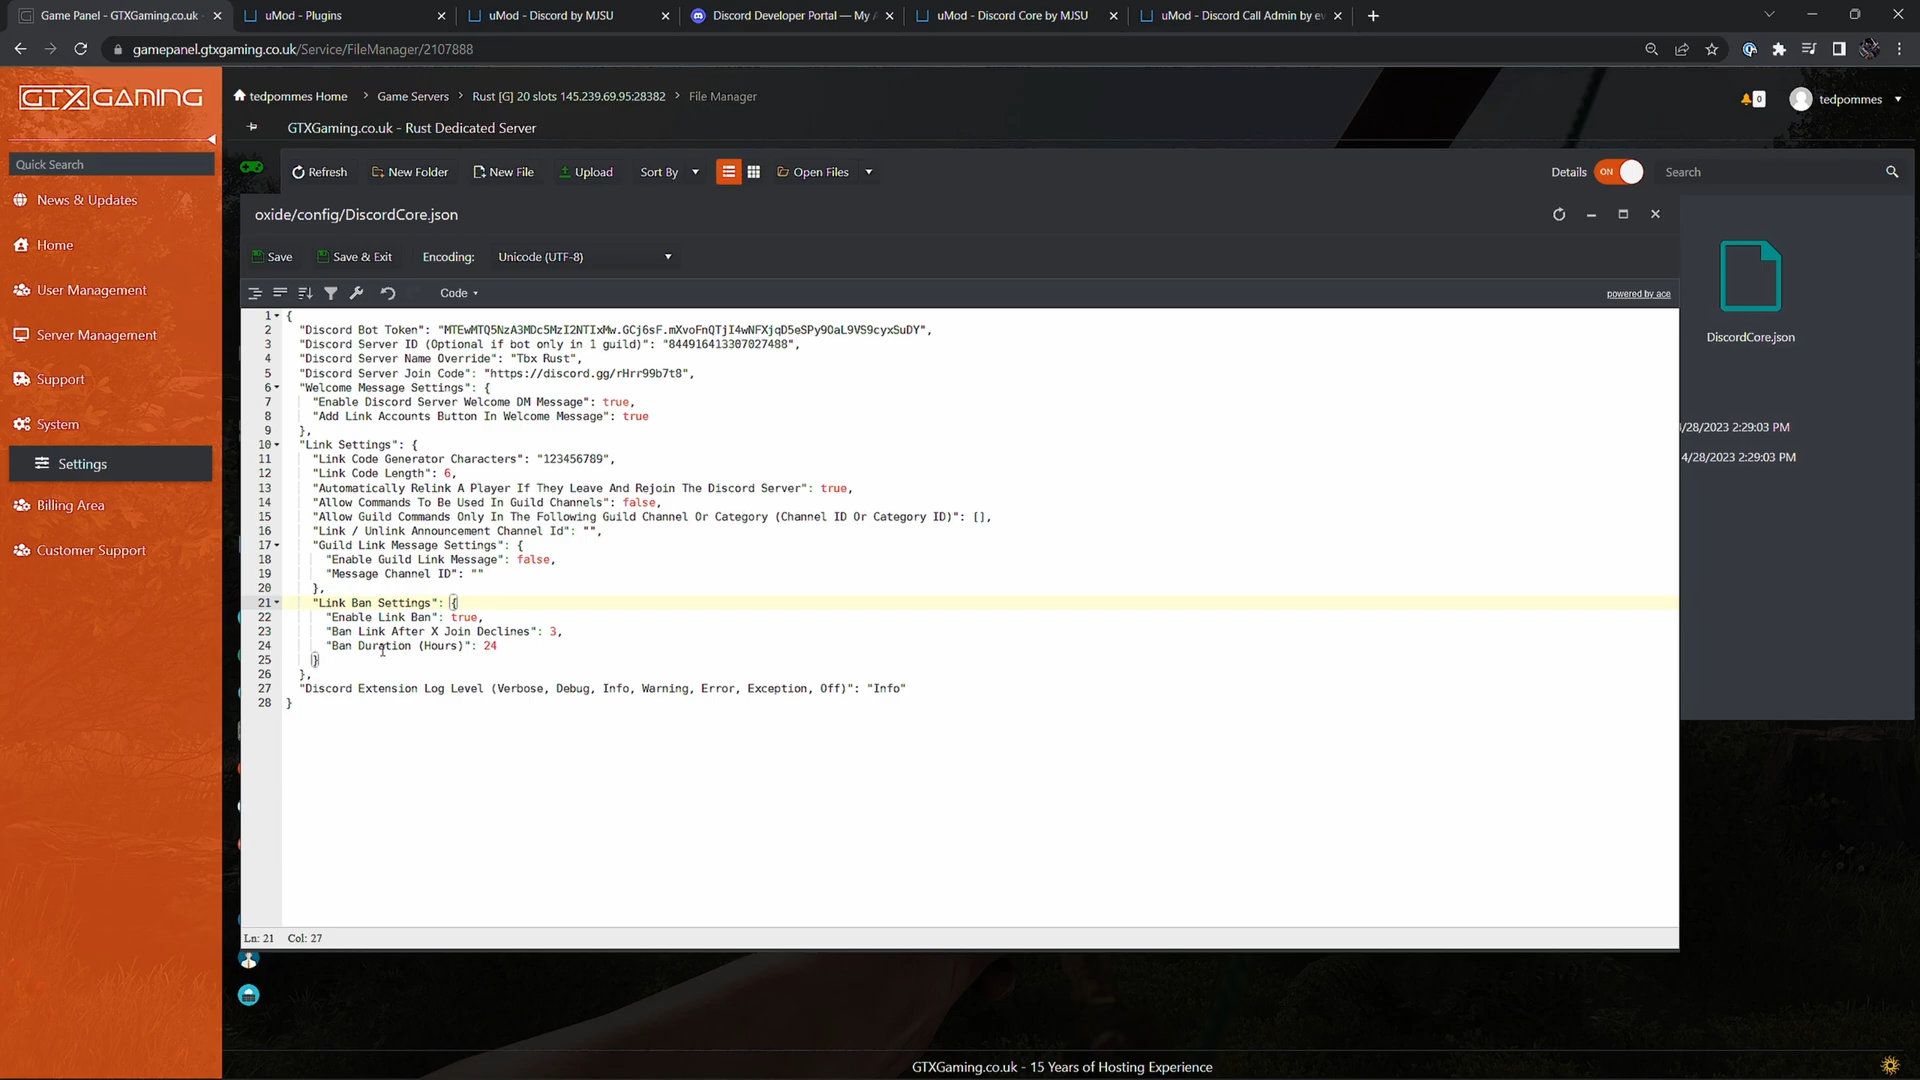 Game Panel - GTXGaming.co.uk
uMod - Plugins
uMod - Discord by MJSU
Discord Developer Portal — My A
uMod - Discord Core by MJSU
uMod - Discord Call Admin by ev
gamepanel.gtxgaming.co.uk/Service/FileManager/2107888
GTXGAMING
tedpommes Home > Game Servers > Rust [G] 20 slots 145.239.69.95:28382 > File Manager
0
tedpommes
GTXGaming.co.uk - Rust Dedicated Server
Quick Search
News & Updates
Home
User Management
Server Management
Support
System
Settings
Billing Area
Customer Support
Refresh
New Folder
New File
Upload
Sort By
Open Files
Details
ON
Search
oxide/config/DiscordCore.json
Save
Save & Exit
Encoding:
Unicode (UTF-8)
Code
powered by ace
1 {
2 "Discord Bot Token": "MTEwMTQ5NzA3MDc5MzI2NTIxMw.GCj6sF.mXvoFnQTjI4wNFXjqD5eSPy9OaL9VS9cyxSuDY",
3 "Discord Server ID (Optional if bot only in 1 guild)": "844916413307027488",
4 "Discord Server Name Override": "Tbx Rust",
5 "Discord Server Join Code": "https://discord.gg/rHrr99b7t8",
6 "Welcome Message Settings": {
7 "Enable Discord Server Welcome DM Message": true,
8 "Add Link Accounts Button In Welcome Message": true
9 },
10 "Link Settings": {
11 "Link Code Generator Characters": "123456789",
12 "Link Code Length": 6,
13 "Automatically Relink A Player If They Leave And Rejoin The Discord Server": true,
14 "Allow Commands To Be Used In Guild Channels": false,
15 "Allow Guild Commands Only In The Following Guild Channel Or Category (Channel ID Or Category ID)": [],
16 "Link / Unlink Announcement Channel Id": "",
17 "Guild Link Message Settings": {
18 "Enable Guild Link Message": false,
19 "Message Channel ID": ""
20 },
21 "Link Ban Settings": {
22 "Enable Link Ban": true,
23 "Ban Link After X Join Declines": 3,
24 "Ban Duration (Hours)": 24
25 }
26 },
27 "Discord Extension Log Level (Verbose, Debug, Info, Warning, Error, Exception, Off)": "Info"
28 }
Ln: 21 Col: 27
DiscordCore.json
/28/2023 2:29:03 PM
4/28/2023 2:29:03 PM
GTXGaming.co.uk - 15 Years of Hosting Experience